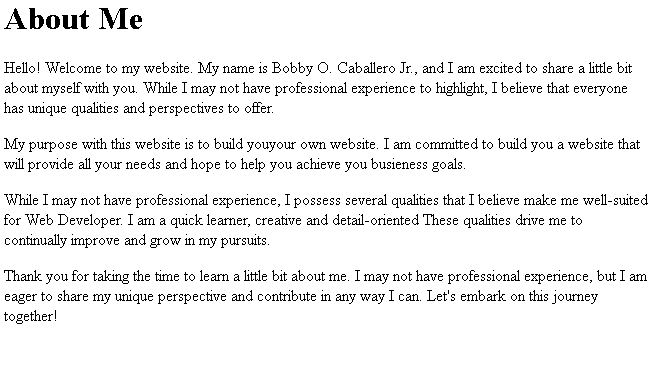 About Me
Hello! Welcome to my website. My name is Bobby O. Caballero Jr., and I am excited to share a little bit
about myself with you. While I may not have professional experience to highlight, I believe that everyone
has unique qualities and perspectives to offer.
My purpose with this website is to build youyour own website. I am committed to build you a website that
will provide all your needs and hope to help you achieve you busieness goals.
While I may not have professional experience, I possess several qualities that I believe make me well-suited
for Web Developer. I am a quick learner, creative and detail-oriented These qualities drive me to
continually improve and grow in my pursuits.
Thank you for taking the time to learn a little bit about me. I may not have professional experience, but I am
eager to share my unique perspective and contribute in any way I can. Let's embark on this journey
together!